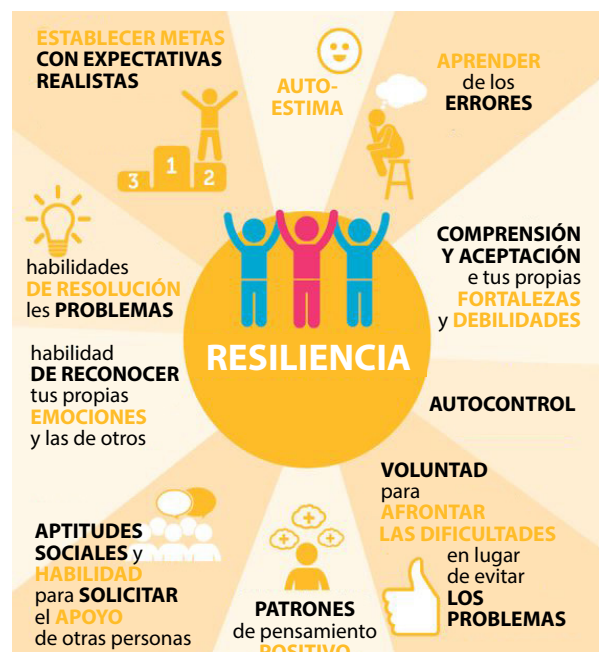 ESTABLECER METAS
CON EXPECTATIVAS
REALISTAS
3 1 2
AUTO-
ESTIMA
APRENDER
de los
ERRORES
COMPRENSIÓN
Y ACEPTACIÓN
e tus propias
FORTALEZAS
y DEBILIDADES
AUTOCONTROL
VOLUNTAD
para
AFRONTAR
LAS DIFICULTADES
en lugar
de evitar
LOS
PROBLEMAS
PATRONES
de pensamiento
POSITIVO
APTITUDES
SOCIALES y
HABILIDAD
para SOLICITAR
el APOYO
de otras personas
habilidad
DE RECONOCER
tus propias
EMOCIONES
y las de otros
habilidades
DE RESOLUCIÓN
les PROBLEMAS
RESILIENCIA